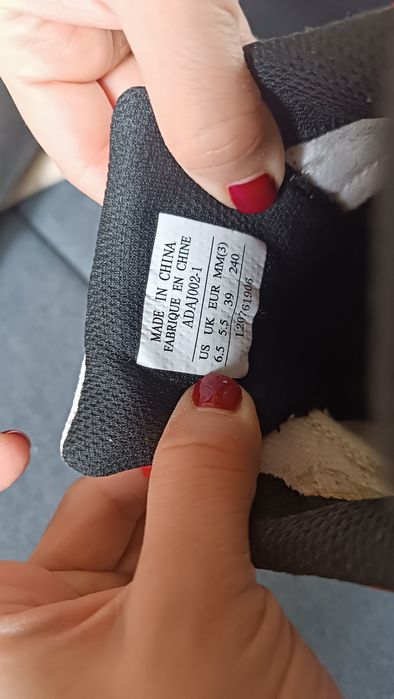 MADE IN CHINA
FABRIQUE EN CHINE
ADAJ002-1
US UK EUR MM(3)
6.5 5.5 39 240
120761906